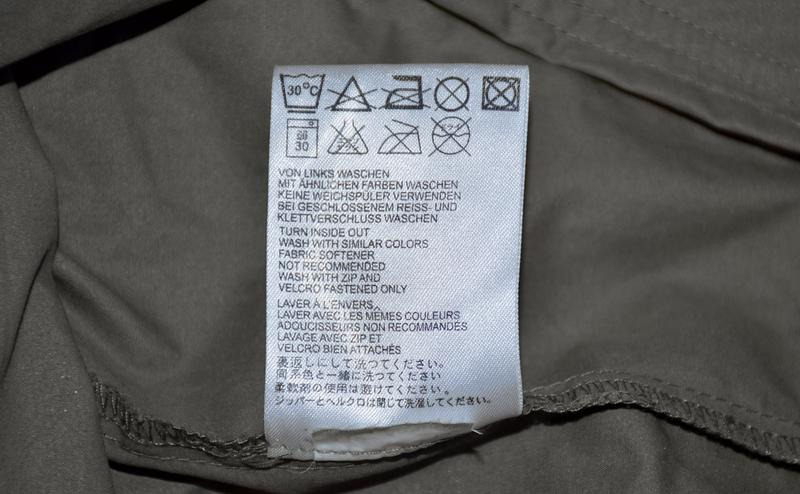 30°C
弱
30
ドライ
VON LINKS WASCHEN
MIT ÄHNLICHEN FARBEN WASCHEN
KEINE WEICHSPÜLER VERWENDEN
BEI GESCHLOSSENEM REISS- UND
KLETTVERSCHLUSS WASCHEN
TURN INSIDE OUT
WASH WITH SIMILAR COLORS
FABRIC SOFTENER
NOT RECOMMENDED
WASH WITH ZIP AND
VELCRO FASTENED ONLY
LAVER À L'ENVERS
LAVER AVEC LES MÊMES COULEURS
ADOUCISSEURS NON RECOMMANDÉS
LAVAGE AVEC ZIP ET
VELCRO BIEN ATTACHÉS
裏返しにして洗ってください。
同系色と一緒に洗ってください
柔軟剤の使用は避けてください。
ジッパーとベルクロは閉じて洗濯してください。